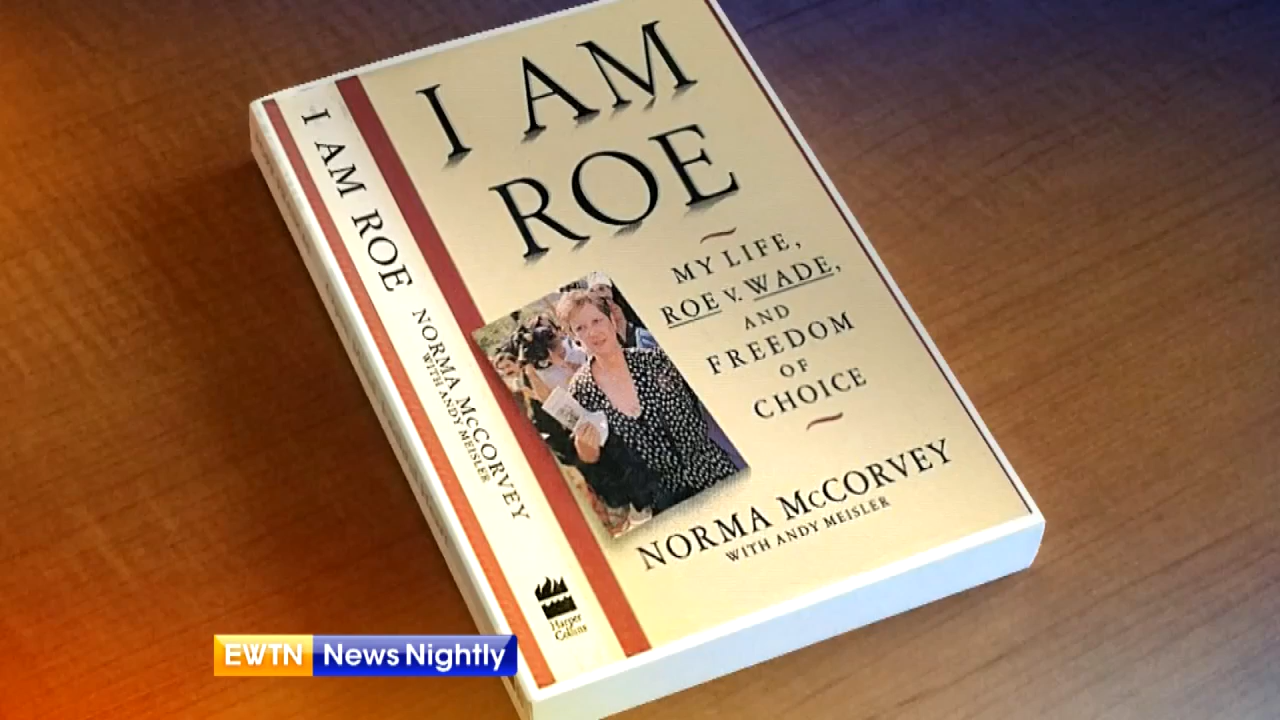 I AM
ROE
MY LIFE,
ROE V. WADE,
AND
FREEDOM
OF
CHOICE
NORMA McCORVEY
WITH ANDY MEISLER
I AM ROE
NORMA McCORVEY
WITH ANDY MEISLER
Harper
Collins
EWTN News Nightly